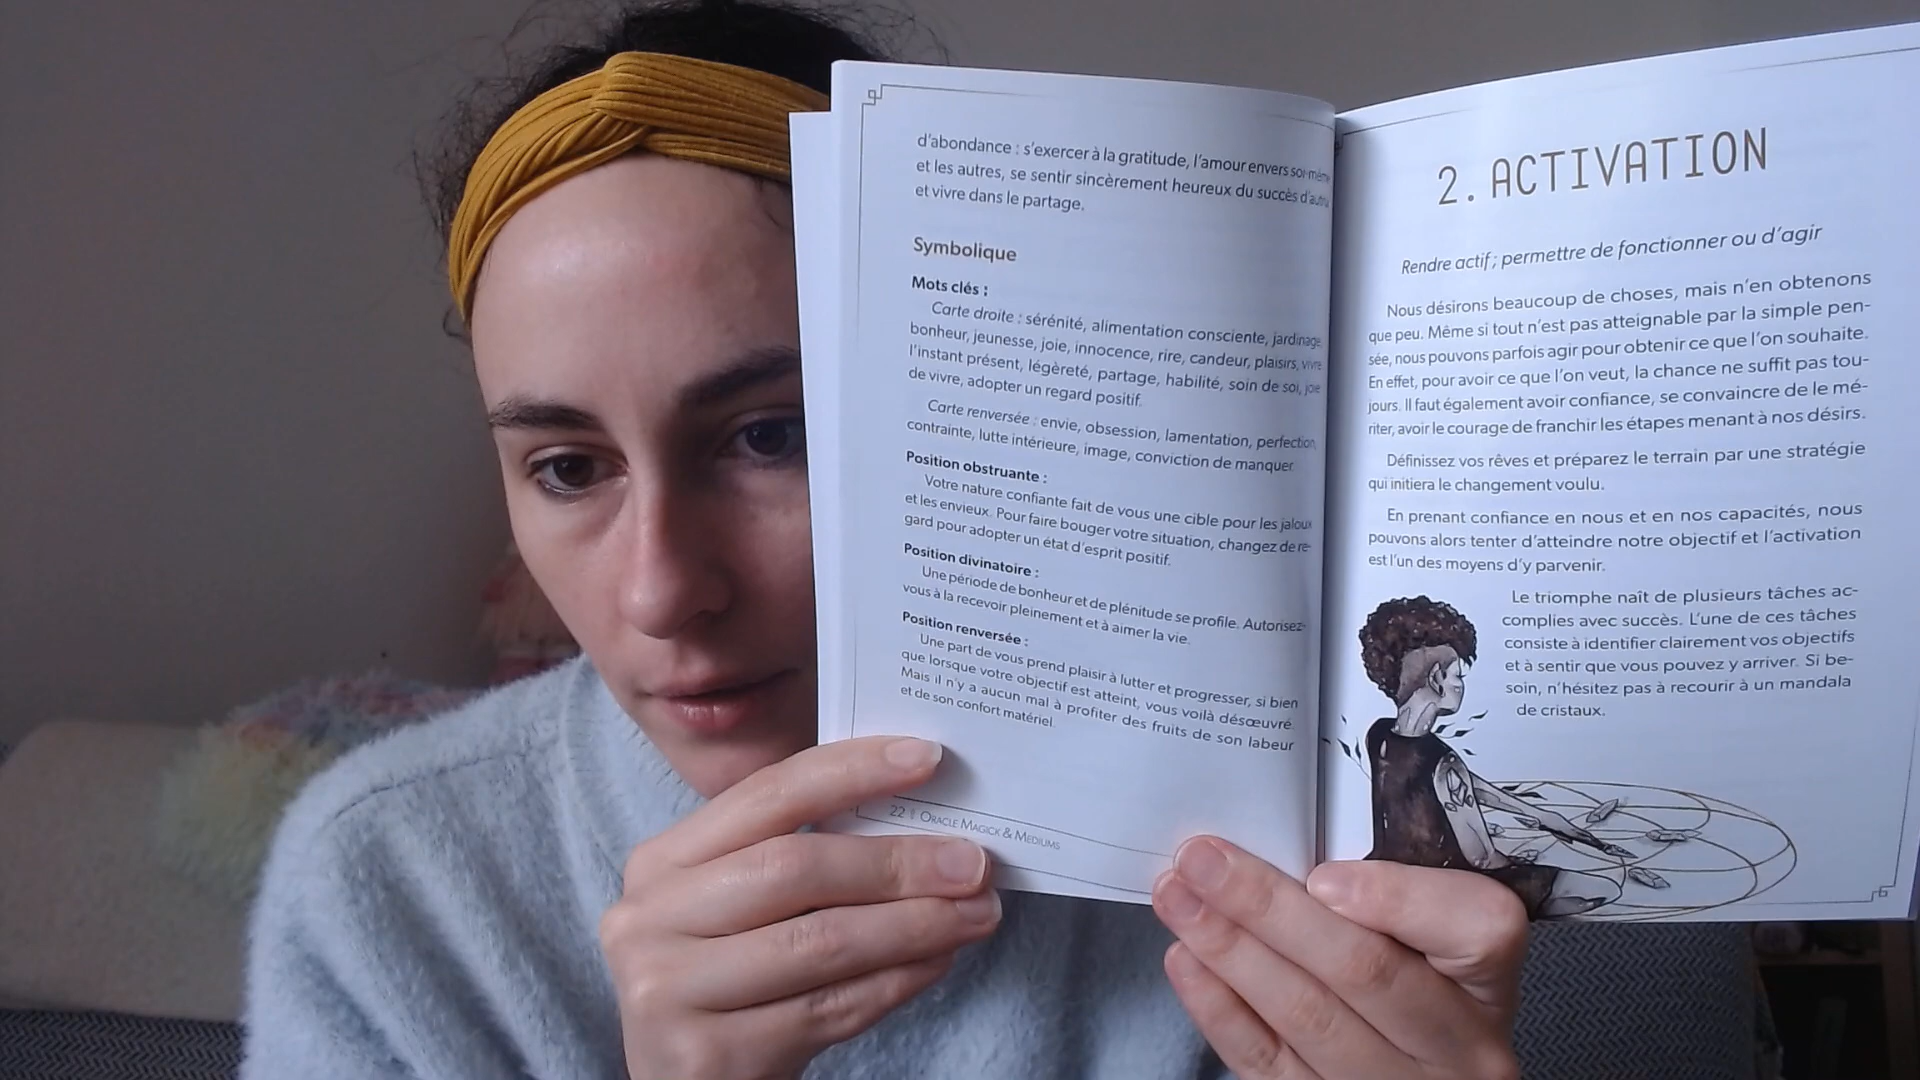 d'abondance : s'exercer à la gratitude, l'amour envers soi-même
et les autres, se sentir sincèrement heureux du succès d'autrui
et vivre dans le partage.
Symbolique
Mots clés :
Carte droite : sérénité, alimentation consciente, jardinage,
bonheur, jeunesse, joie, innocence, rire, candeur, plaisirs, vivre
l'instant présent, légèreté, partage, habilité, soin de soi, joie
de vivre, adopter un regard positif.
Carte renversée : envie, obsession, lamentation, perfection,
contrainte, lutte intérieure, image, conviction de manquer.
Position obstruante :
Votre nature confiante fait de vous une cible pour les jaloux
et les envieux. Pour faire bouger votre situation, changez de re-
gard pour adopter un état d'esprit positif.
Position divinatoire :
Une période de bonheur et de plénitude se profile. Autorisez-
vous à la recevoir pleinement et à aimer la vie.
Position renversée :
Une part de vous prend plaisir à lutter et progresser, si bien
que lorsque votre objectif est atteint, vous voilà désœuvré.
Mais il n'y a aucun mal à profiter des fruits de son labeur
et de son confort matériel.
22 | Oracle Magick & Mediums
2. ACTIVATION
Rendre actif ; permettre de fonctionner ou d'agir
Nous désirons beaucoup de choses, mais n'en obtenons
que peu. Même si tout n'est pas atteignable par la simple pen-
sée, nous pouvons parfois agir pour obtenir ce que l'on souhaite.
En effet, pour avoir ce que l'on veut, la chance ne suffit pas tou-
jours. Il faut également avoir confiance, se convaincre de le mé-
riter, avoir le courage de franchir les étapes menant à nos désirs.
Définissez vos rêves et préparez le terrain par une stratégie
qui initiera le changement voulu.
En prenant confiance en nous et en nos capacités, nous
pouvons alors tenter d'atteindre notre objectif et l'activation
est l'un des moyens d'y parvenir.
Le triomphe naît de plusieurs tâches ac-
complies avec succès. L'une de ces tâches
consiste à identifier clairement vos objectifs
et à sentir que vous pouvez y arriver. Si be-
soin, n'hésitez pas à recourir à un mandala
de cristaux.